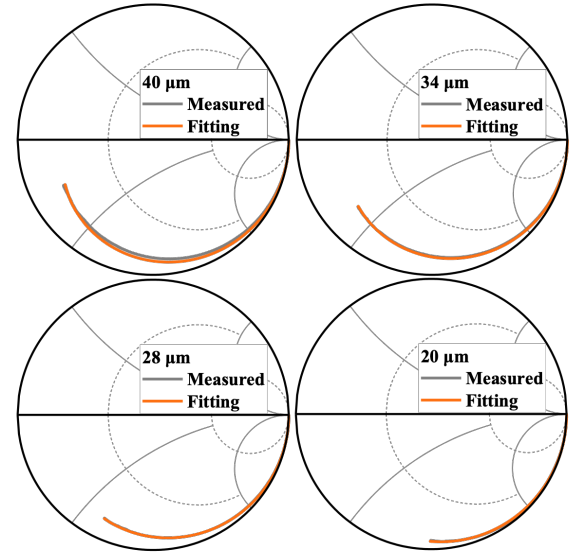 40 μm
Measured
Fitting
34 μm
Measured
Fitting
28 μm
Measured
Fitting
20 μm
Measured
Fitting